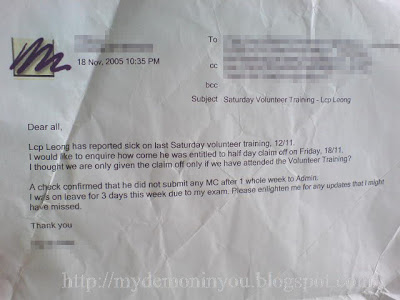 To
18 Nov, 2005 10:35 PM
cc
bcc
Subject Saturday Volunteer Training - Lcp Leong
Dear all,
Lcp Leong has reported sick on last Saturday volunteer training, 12/11.
I would like to enquire how come he was entitled to half day claim off on Friday, 18/11.
I thought we are only given the claim off only if we have attended the Volunteer Training?
A check confirmed that he did not submit any MC after 1 whole week to Admin.
I was on leave for 3 days this week due to my exam. Please enlighten me for any updates that I might
have missed.
Thank you
http://mydemoninyou.blogspot.com